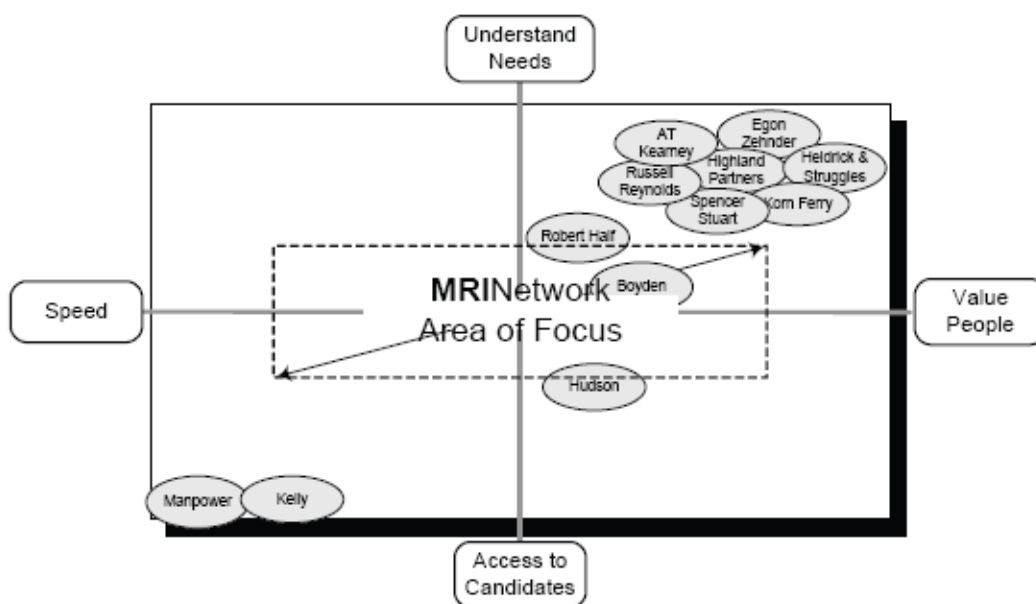 Understand
Needs
AT
Kearney
Egon
Zehnder
Highland
Partners
Heidrick &
Struggles
Russell
Reynolds
Spencer
Stuart
Korn Ferry
Robert Half
Boyden
MRINetwork
Area of Focus
Speed
Value
People
Hudson
Manpower
Kelly
Access to
Candidates